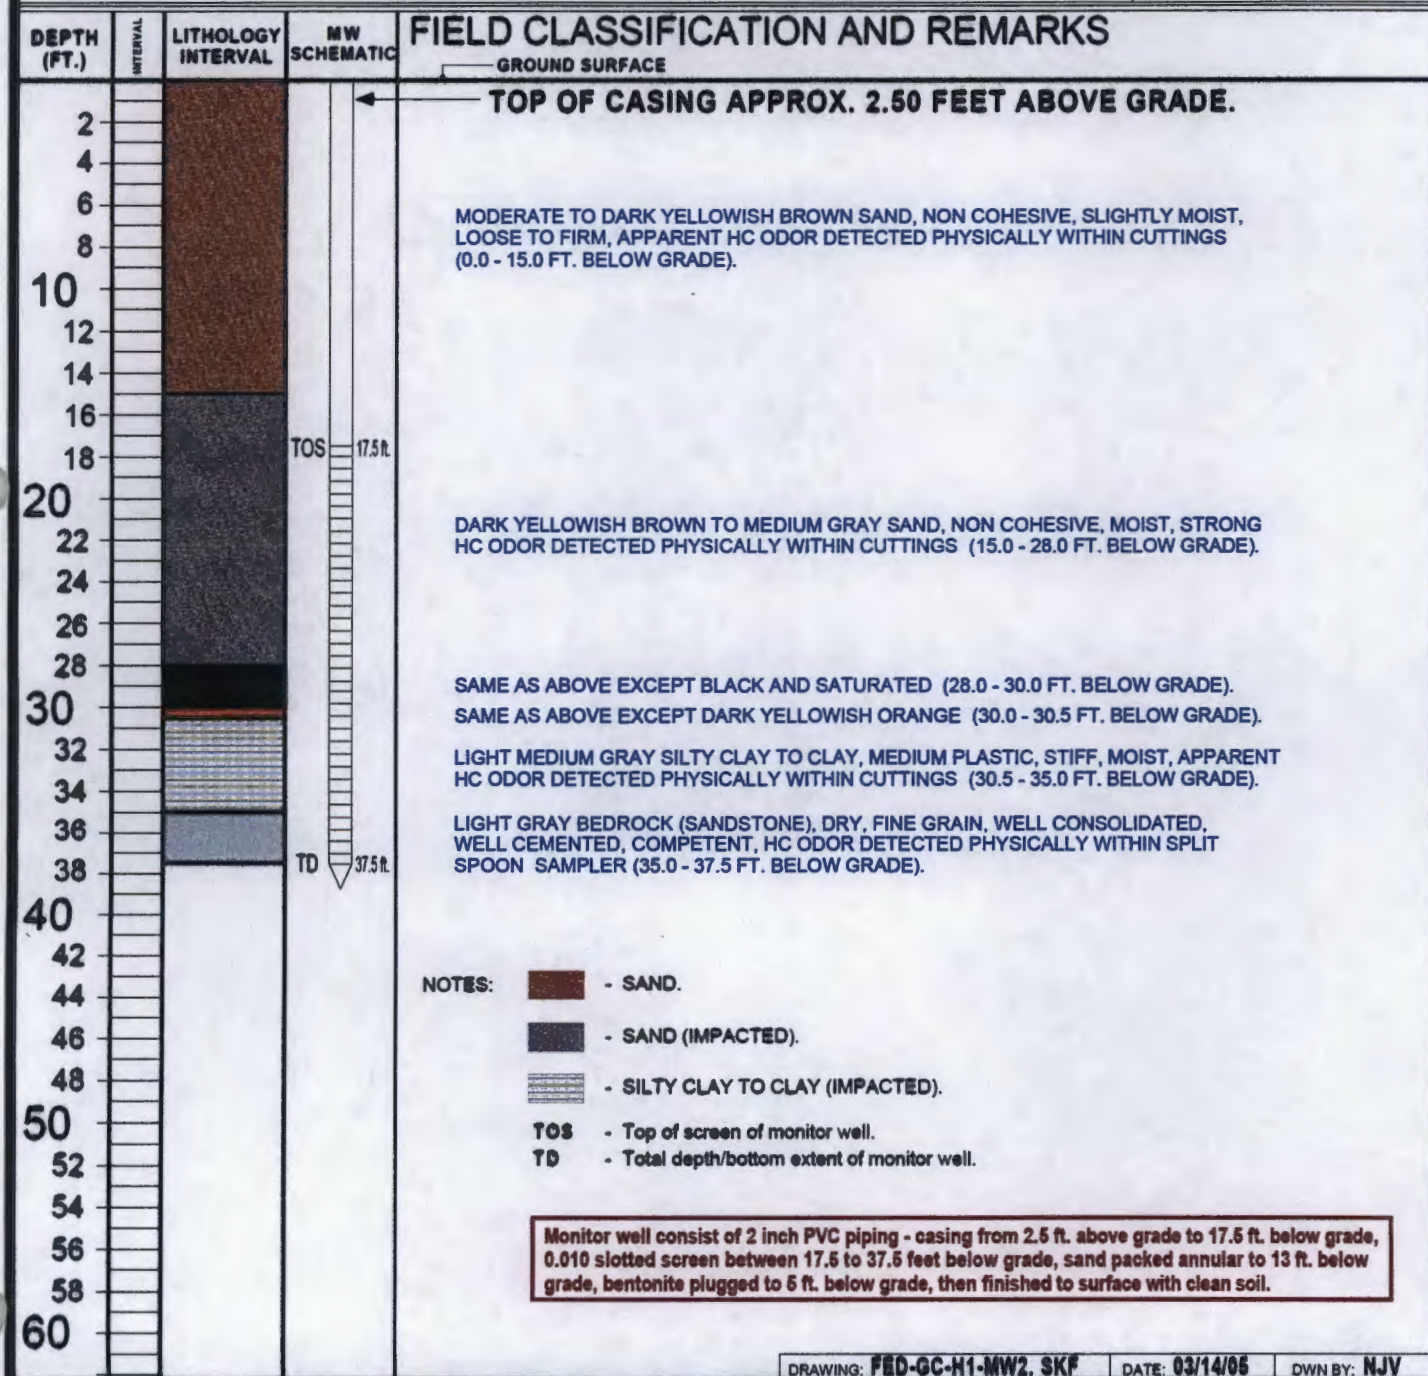 DEPTH (FT.)
INTERVAL
LITHOLOGY INTERVAL
MW SCHEMATIC
FIELD CLASSIFICATION AND REMARKS
GROUND SURFACE
TOP OF CASING APPROX. 2.50 FEET ABOVE GRADE.
2
4
6
8
10
12
14
16
18
20
22
24
26
28
30
32
34
36
38
40
42
44
46
48
50
52
54
56
58
60
TOS 17.5 ft.
TD 37.5 ft.
MODERATE TO DARK YELLOWISH BROWN SAND, NON COHESIVE, SLIGHTLY MOIST,
LOOSE TO FIRM, APPARENT HC ODOR DETECTED PHYSICALLY WITHIN CUTTINGS
(0.0 - 15.0 FT. BELOW GRADE).
DARK YELLOWISH BROWN TO MEDIUM GRAY SAND, NON COHESIVE, MOIST, STRONG
HC ODOR DETECTED PHYSICALLY WITHIN CUTTINGS (15.0 - 28.0 FT. BELOW GRADE).
SAME AS ABOVE EXCEPT BLACK AND SATURATED (28.0 - 30.0 FT. BELOW GRADE).
SAME AS ABOVE EXCEPT DARK YELLOWISH ORANGE (30.0 - 30.5 FT. BELOW GRADE).
LIGHT MEDIUM GRAY SILTY CLAY TO CLAY, MEDIUM PLASTIC, STIFF, MOIST, APPARENT
HC ODOR DETECTED PHYSICALLY WITHIN CUTTINGS (30.5 - 35.0 FT. BELOW GRADE).
LIGHT GRAY BEDROCK (SANDSTONE), DRY, FINE GRAIN, WELL CONSOLIDATED,
WELL CEMENTED, COMPETENT, HC ODOR DETECTED PHYSICALLY WITHIN SPLIT
SPOON SAMPLER (35.0 - 37.5 FT. BELOW GRADE).
NOTES: - SAND.
- SAND (IMPACTED).
- SILTY CLAY TO CLAY (IMPACTED).
TOS - Top of screen of monitor well.
TD - Total depth/bottom extent of monitor well.
Monitor well consist of 2 inch PVC piping - casing from 2.5 ft. above grade to 17.5 ft. below grade,
0.010 slotted screen between 17.5 to 37.5 feet below grade, sand packed annular to 13 ft. below
grade, bentonite plugged to 5 ft. below grade, then finished to surface with clean soil.
DRAWING: FED-GC-H1-MW2. SKF DATE: 03/14/05 DWN BY: NJV